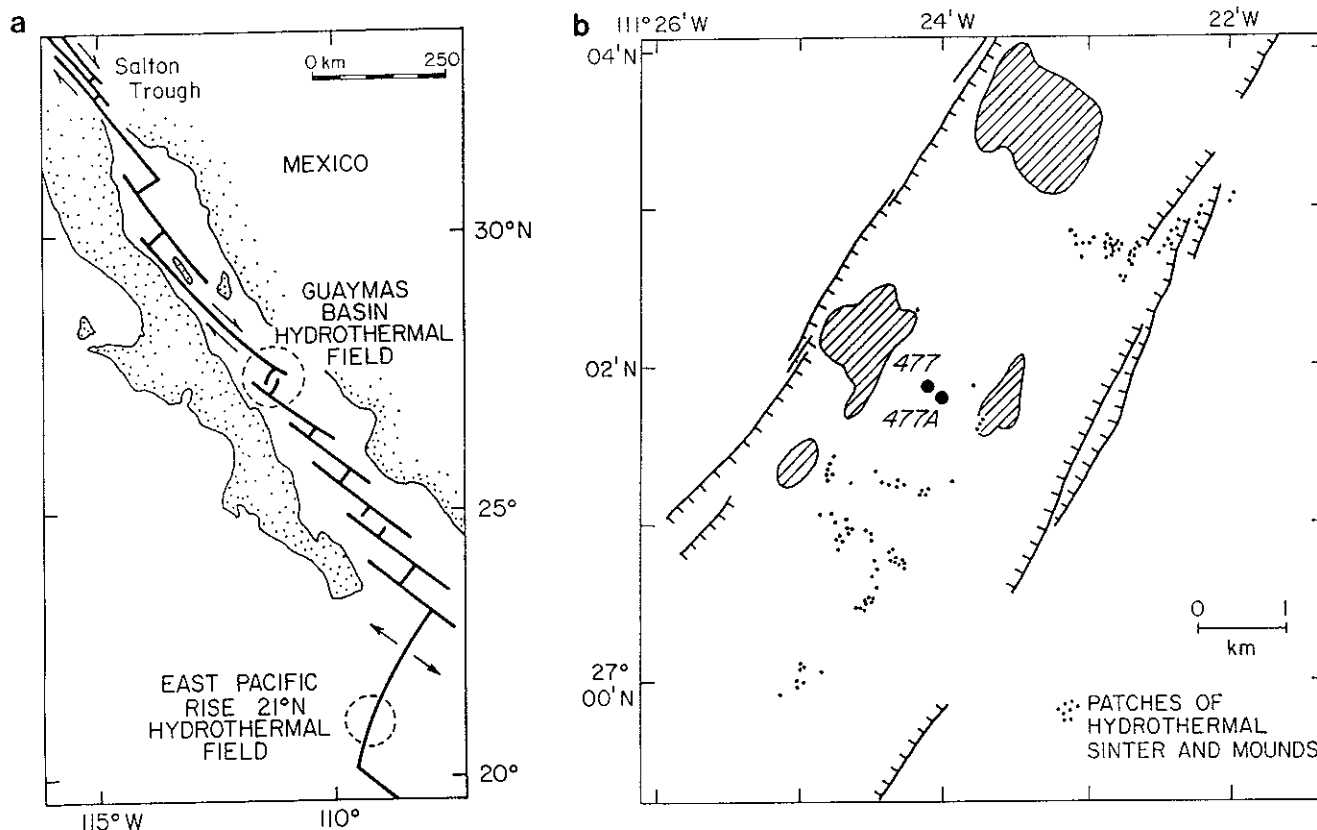 a
Salton
Trough
0 km 250
MEXICO
30°N
GUAYMAS
BASIN
HYDROTHERMAL
FIELD
25°
EAST PACIFIC
RISE 21°N
HYDROTHERMAL
FIELD
20°
115°W 110°
b
111° 26'W 24'W 22'W
04'N
02'N
477
477A
0 1
km
27°
00'N
PATCHES OF
HYDROTHERMAL
SINTER AND MOUNDS